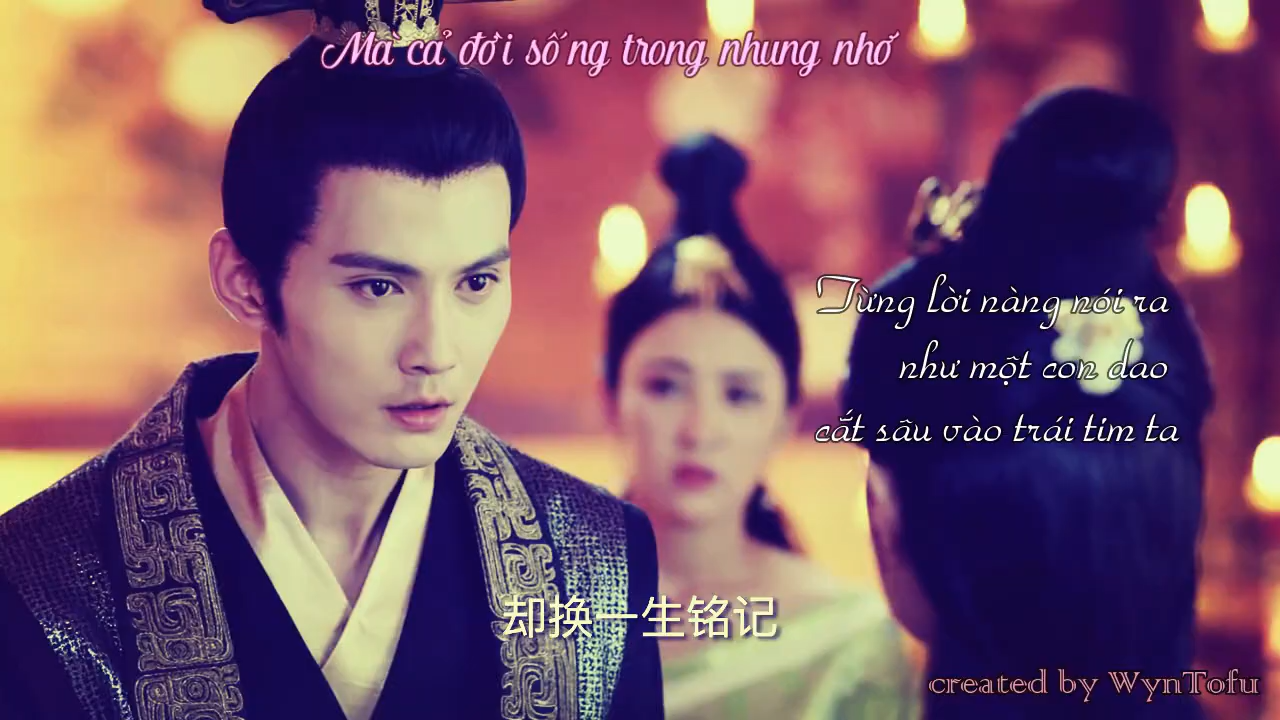 Mà cả đời sống trong nhung nhớ
Từng lời nàng nói ra
như một con dao
cắt sâu vào trái tim ta
却换一生铭记
created by WynTofu